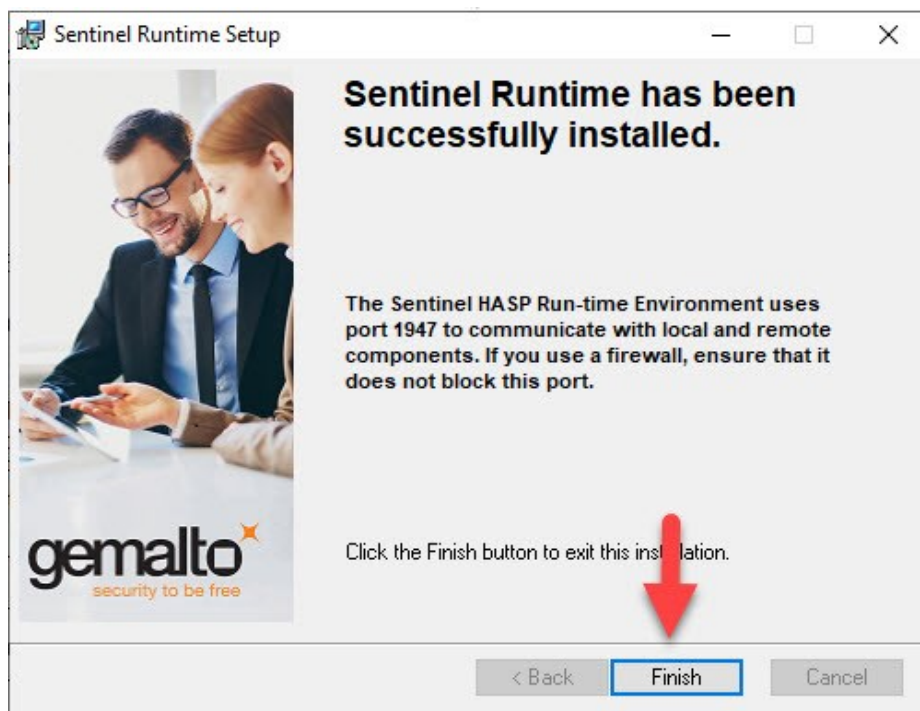 Sentinel Runtime Setup
Sentinel Runtime has been
successfully installed.
The Sentinel HASP Run-time Environment uses
port 1947 to communicate with local and remote
components. If you use a firewall, ensure that it
does not block this port.
gemalto
security to be free
Click the Finish button to exit this installation.
< Back
Finish
Cancel